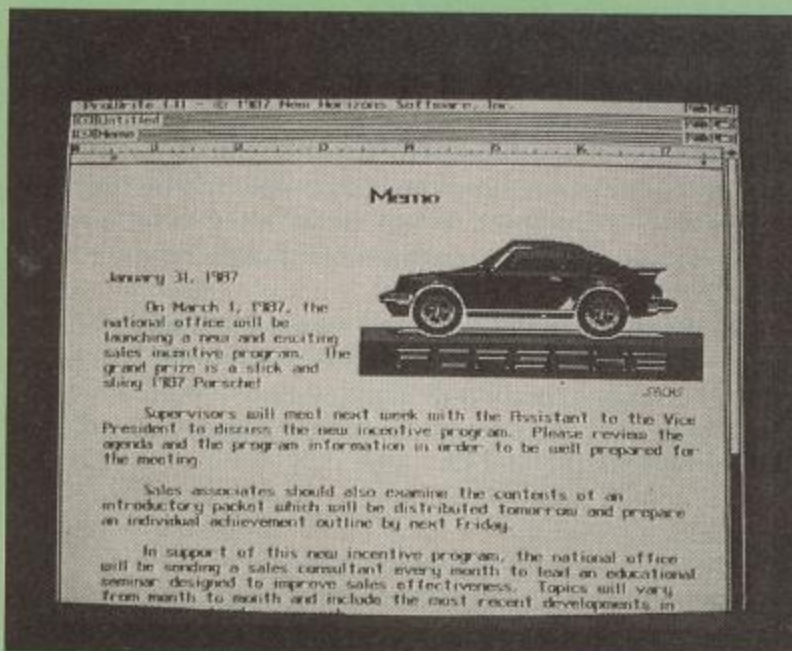 ProWrite 1.1 - © 1987 New Horizons Software, Inc.
Untitled
Memo
Memo
January 31, 1987
On March 1, 1987, the
national office will be
launching a new and exciting
sales incentive program. The
grand prize is a slick and
shiny 1987 Porsche!
PORSCHE
Supervisors will meet next week with the Assistant to the Vice
President to discuss the new incentive program. Please review the
agenda and the program information in order to be well prepared for
the meeting.
Sales associates should also examine the contents of an
introductory packet which will be distributed tomorrow and prepare
an individual achievement outline by next Friday.
In support of this new incentive program, the national office
will be sending a sales consultant every month to lead an educational
seminar designed to improve sales effectiveness. Topics will vary
from month to month and include the most recent developments in